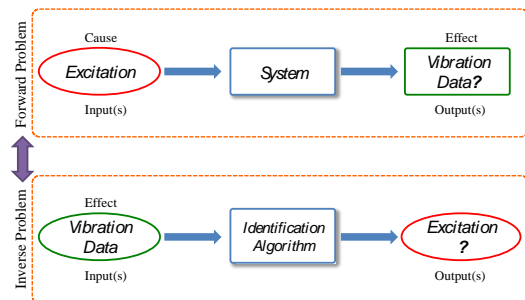 Forward Problem
Cause
Effect
Excitation
System
Vibration
Data?
Input(s)
Output(s)
Inverse Problem
Effect
Vibration
Data
Identification
Algorithm
Excitation
?
Input(s)
Output(s)